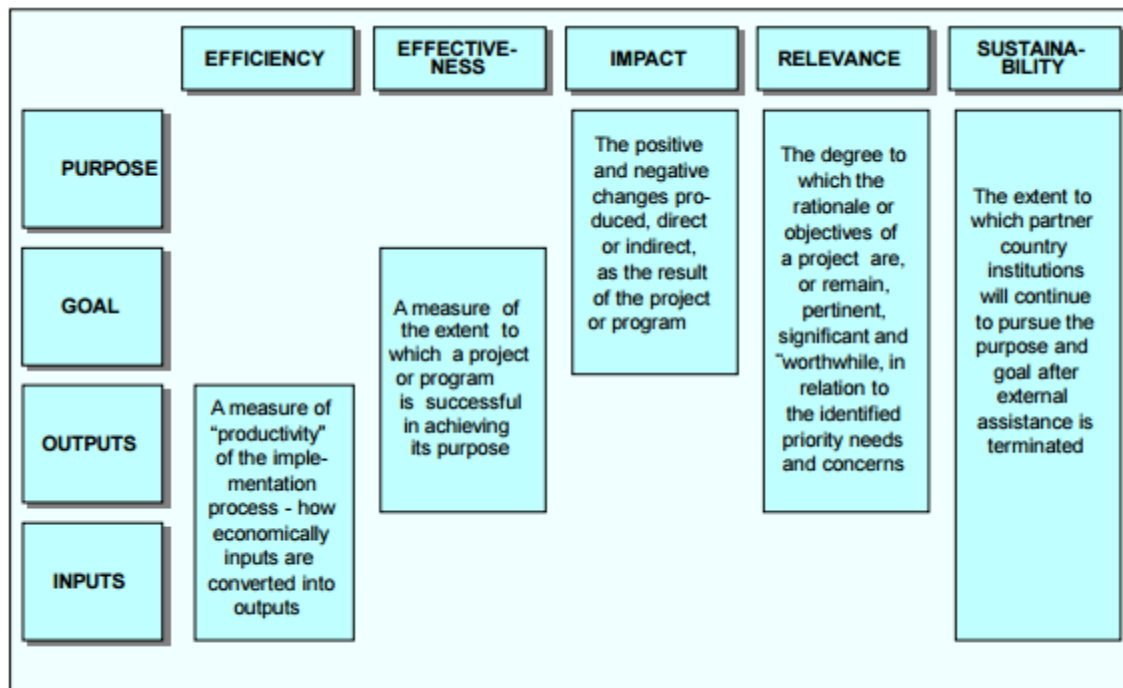 EFFICIENCY
EFFECTIVE-
NESS
IMPACT
RELEVANCE
SUSTAINA-
BILITY
PURPOSE
GOAL
OUTPUTS
INPUTS
A measure of
“productivity”
of the imple-
mentation
process - how
economically
inputs are
converted into
outputs
A measure of
the extent to
which a project
or program
is successful
in achieving
its purpose
The positive
and negative
changes pro-
duced, direct
or indirect,
as the result
of the project
or program
The degree to
which the
rationale or
objectives of
a project are,
or remain,
pertinent,
significant and
“worthwhile, in
relation to
the identified
priority needs
and concerns
The extent to
which partner
country
institutions
will continue
to pursue the
purpose and
goal after
external
assistance is
terminated